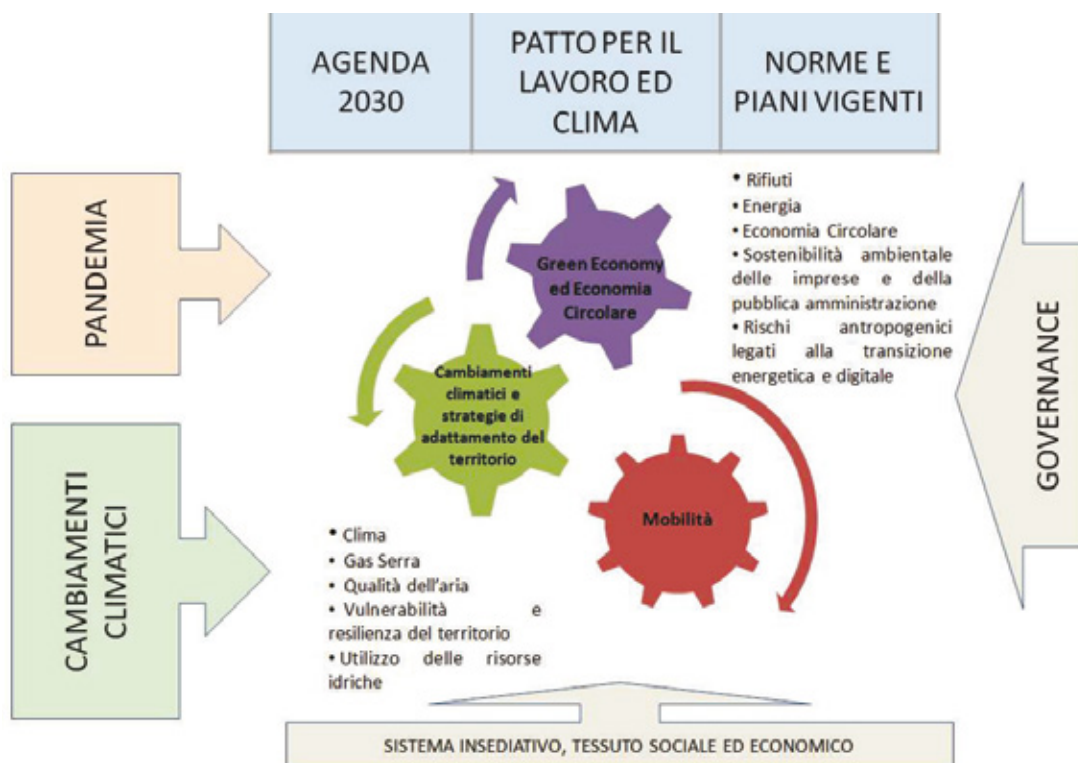 AGENDA
2030
PATTO PER IL
LAVORO ED
CLIMA
NORME E
PIANI VIGENTI
PANDEMIA
CAMBIAMENTI
CLIMATICI
Green Economy
ed Economia
Circolare
• Rifiuti
• Energia
• Economia Circolare
• Sostenibilità ambientale
delle imprese e della
pubblica amministrazione
• Rischi antropogenici
legati alla transizione
energetica e digitale
Cambiamenti
climatici e
strategie di
adattamento del
territorio
Mobilità
• Clima
• Gas Serra
• Qualità dell'aria
• Vulnerabilità e
resilienza del territorio
• Utilizzo delle risorse
idriche
GOVERNANCE
SISTEMA INSEDIATIVO, TESSUTO SOCIALE ED ECONOMICO